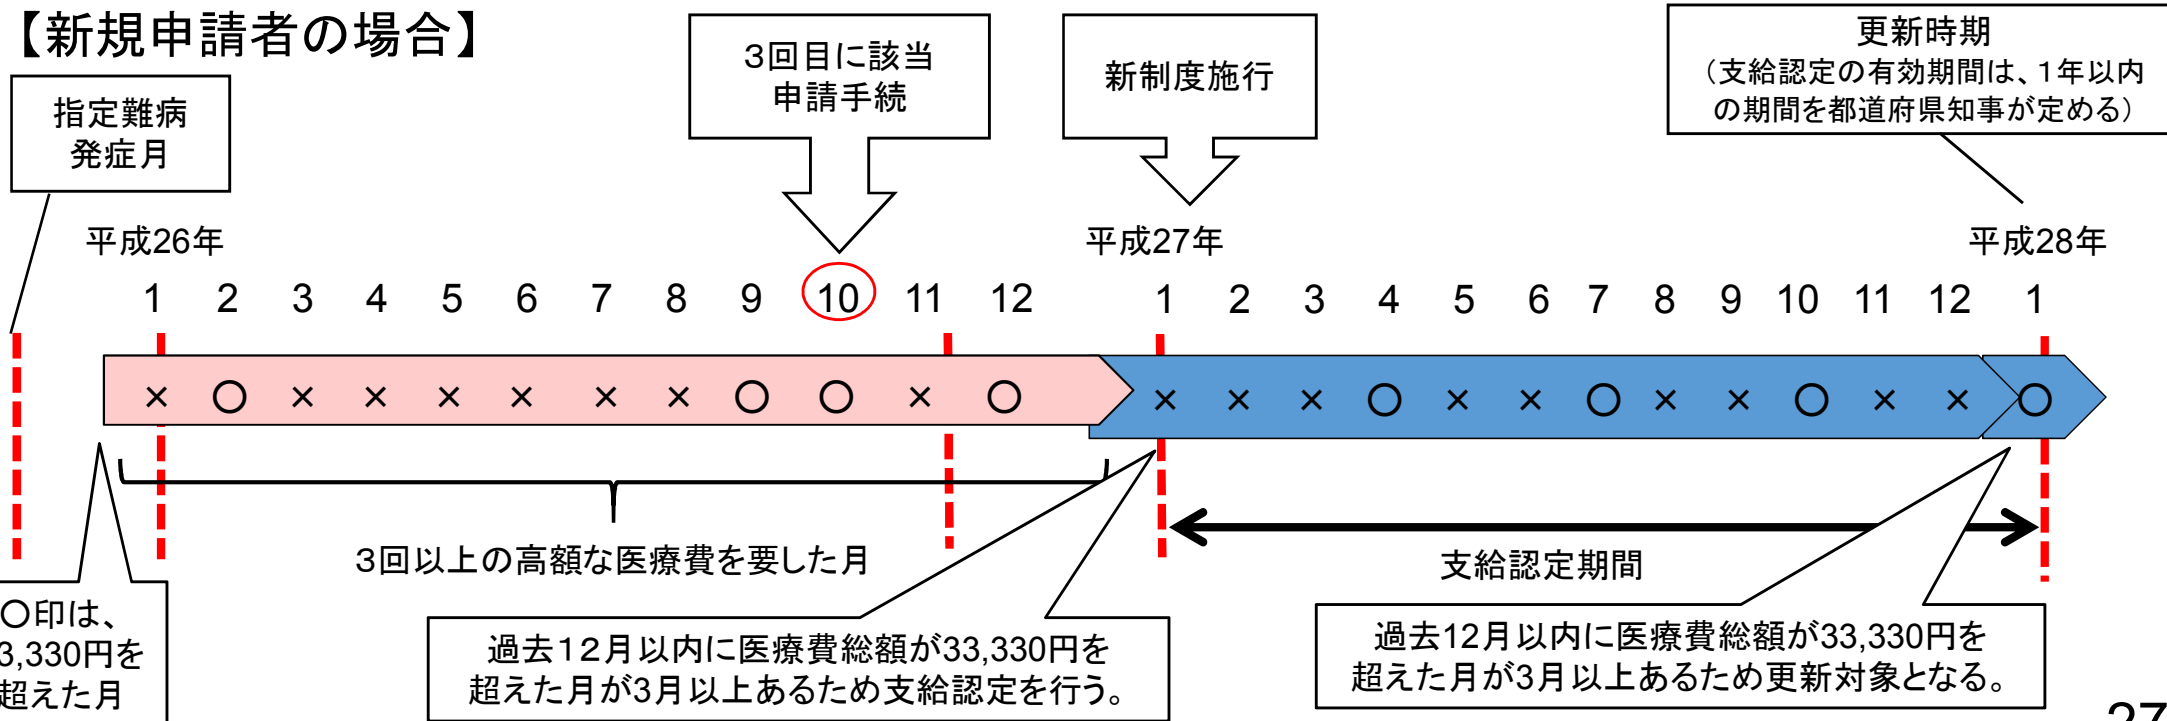 【新規申請者の場合】
指定難病
発症月
3回目に該当
申請手続
新制度施行
更新時期
（支給認定の有効期間は、1年以内
の期間を都道府県知事が定める）
平成26年
平成27年
平成28年
1 2 3 4 5 6 7 8 9 10 11 12 1 2 3 4 5 6 7 8 9 10 11 12 1
× ○ × × × × × × ○ ○ × ○ × × × ○ × × ○ × × ○ × × ○
3回以上の高額な医療費を要した月
支給認定期間
○印は、
3,330円を
超えた月
過去12月以内に医療費総額が33,330円を
超えた月が3月以上あるため支給認定を行う。
過去12月以内に医療費総額が33,330円を
超えた月が3月以上あるため更新対象となる。
27